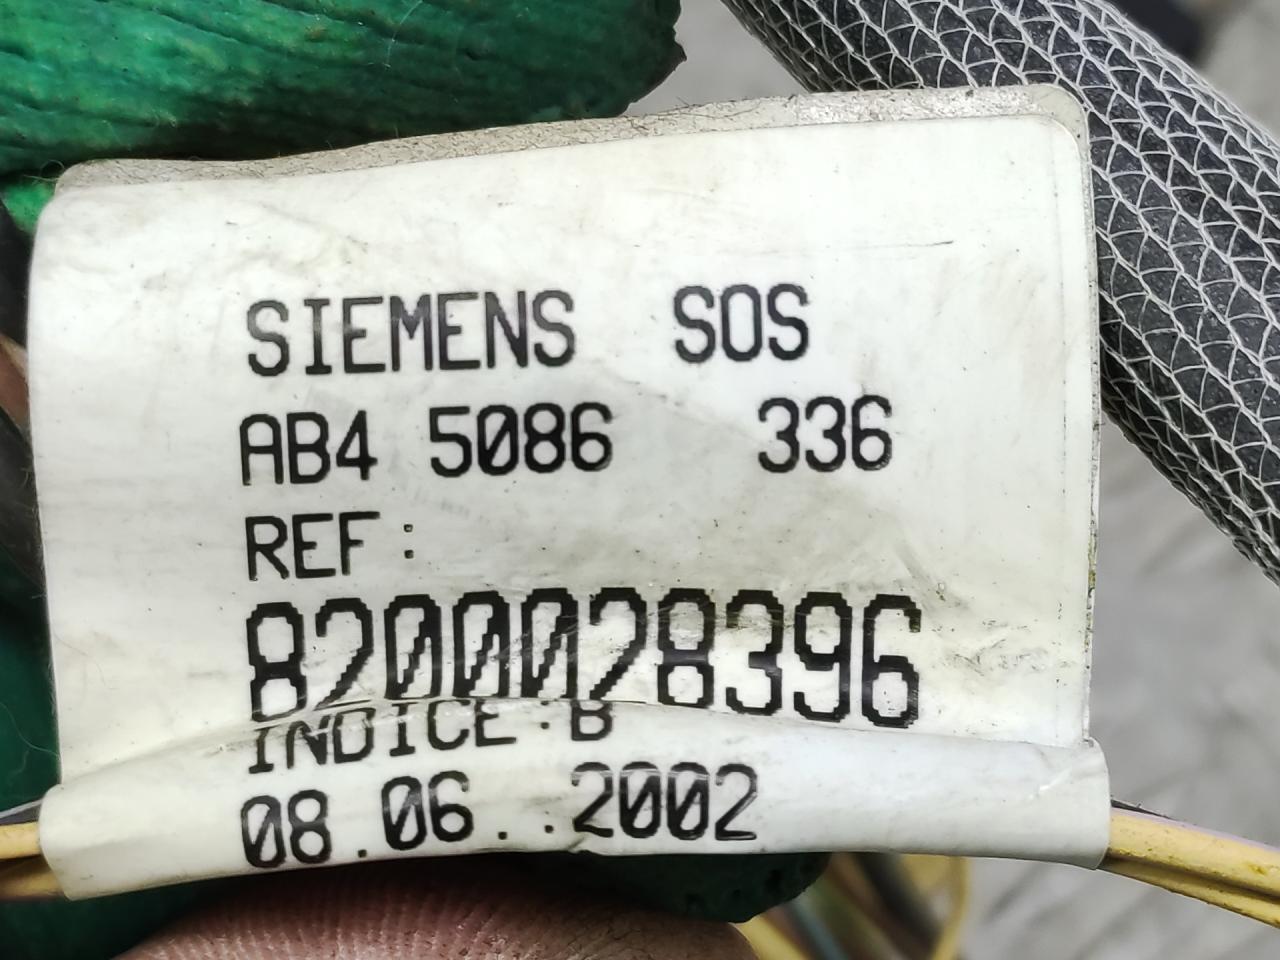 SIEMENS SOS
AB4 5086 336
REF:
8200028396
INDICE:B
08.06..2002